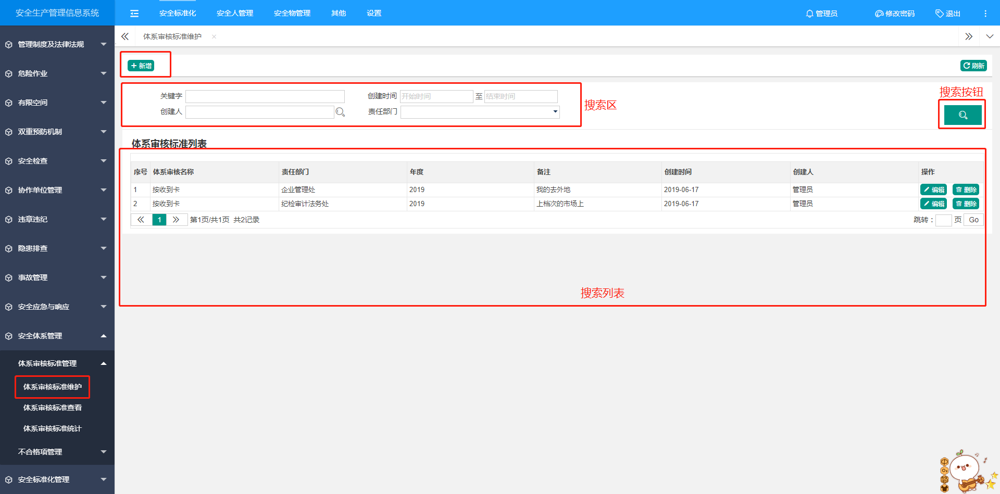 安全生产管理信息系统
安全标准化 安全人管理 安全物管理 其他 设置
管理员 修改密码 退出
体系审核标准维护
管理制度及法律法规
危险作业
有限空间
双重预防机制
安全检查
协作单位管理
违章违纪
隐患排查
事故管理
安全应急与响应
安全体系管理
体系审核标准管理
体系审核标准维护
体系审核标准查看
体系审核标准统计
不合格项管理
安全标准化管理
新增
刷新
关键字 创建时间 开始时间 至 结束时间
创建人 责任部门
搜索区
搜索按钮
体系审核标准列表
序号 体系审核名称 责任部门 年度 备注 创建时间 创建人 操作
1 按收到卡 企业管理处 2019 我的去外地 2019-06-17 管理员 编辑 删除
2 按收到卡 纪检审计法务处 2019 上档次的市场上 2019-06-17 管理员 编辑 删除
1 第1页/共1页 共2记录
跳转： 页 Go
搜索列表
中
简